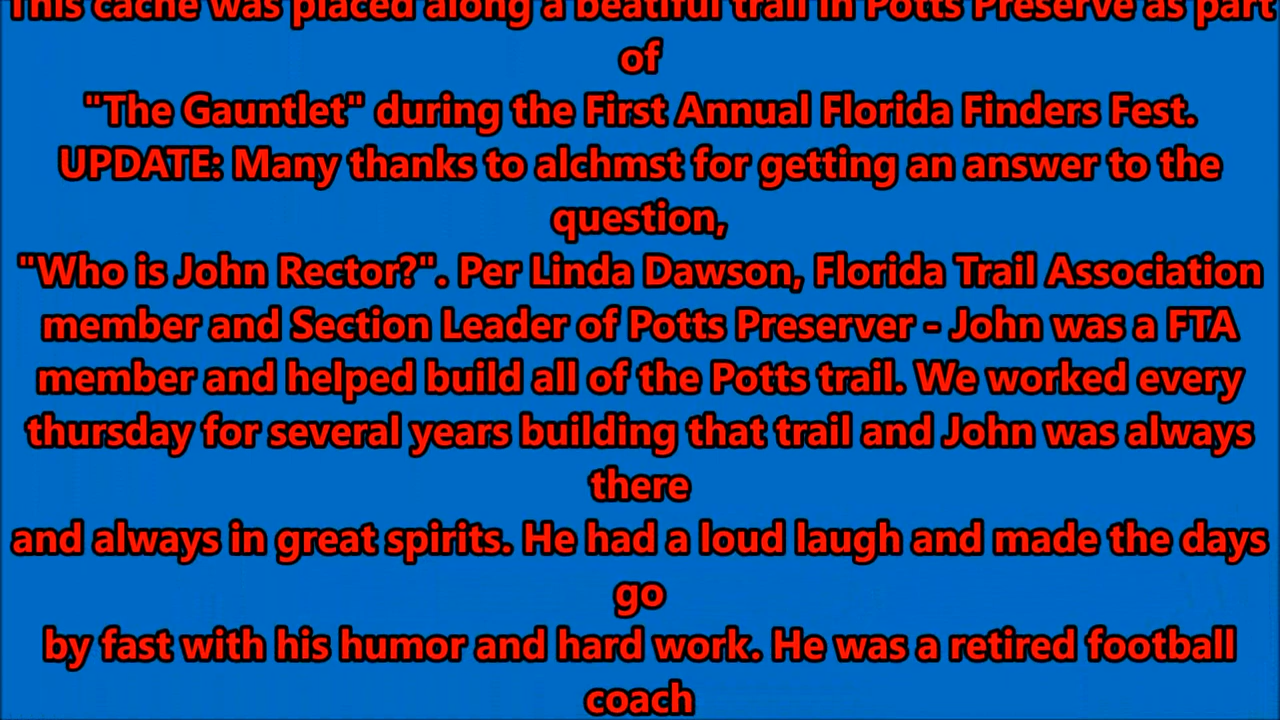 This cache was placed along a beatiful trail in Potts Preserve as part
of
"The Gauntlet" during the First Annual Florida Finders Fest.
UPDATE: Many thanks to alchmst for getting an answer to the
question,
"Who is John Rector?". Per Linda Dawson, Florida Trail Association
member and Section Leader of Potts Preserver - John was a FTA
member and helped build all of the Potts trail. We worked every
thursday for several years building that trail and John was always
there
and always in great spirits. He had a loud laugh and made the days
go
by fast with his humor and hard work. He was a retired football
coach